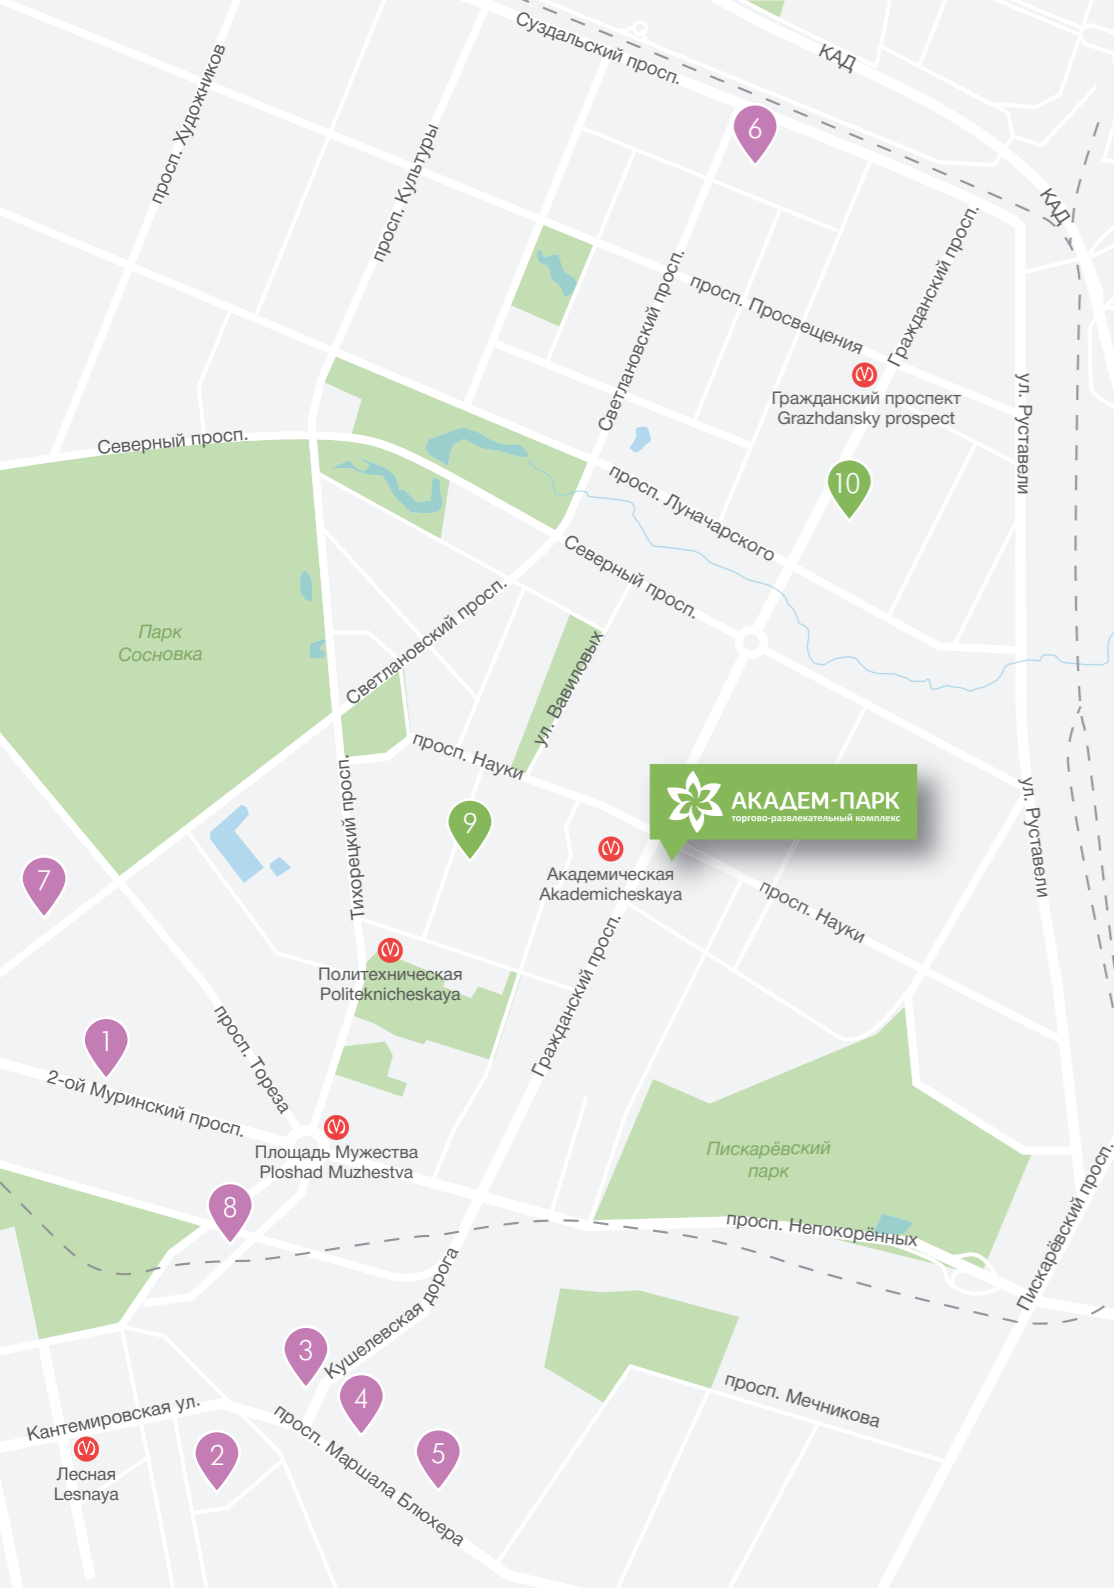 Суздальский просп.
КАД
просп. Художников
6
просп. Культуры
КАД
Гражданский просп.
Светлановский просп.
просп. Просвещения
Гражданский проспект
Grazhdansky prospect
ул. Руставели
Северный просп.
10
просп. Луначарского
Северный просп.
Светлановский просп.
Парк
Сосновка
ул. Вавиловых
просп. Науки
Тихорецкий просп.
АКАДЕМ-ПАРК
торгово-развлекательный комплекс
9
ул. Руставели
7
Академическая
Akademicheskaya
просп. Науки
Политехническая
Politeknicheskaya
Гражданский просп.
1
просп. Тореза
2-ой Муринский просп.
Площадь Мужества
Ploshad Muzhestva
Пискарёвский
парк
Пискарёвский просп.
8
просп. Непокорённых
Кушелевская дорога
3
4
просп. Мечникова
Кантемировская ул.
просп. Маршала Блюхера
2
5
Лесная
Lesnaya